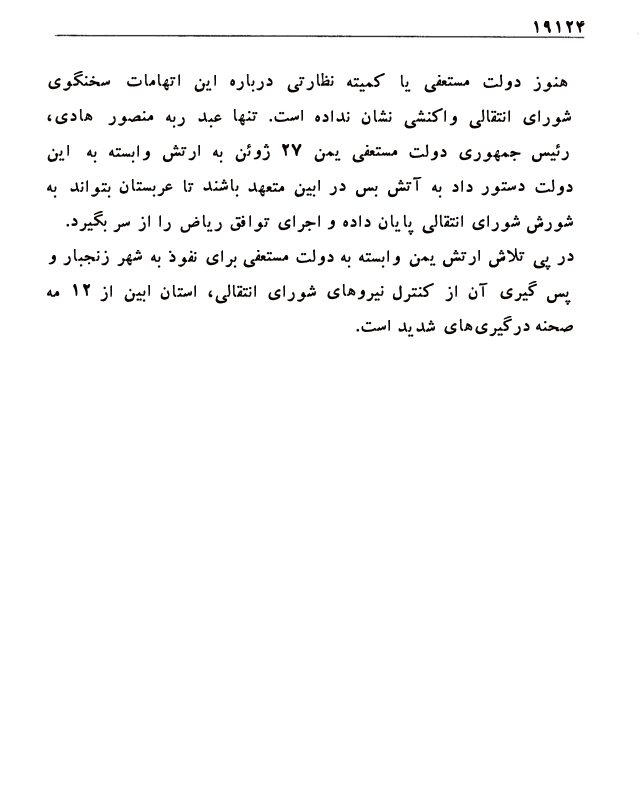 ۱۹۱۲۴
هنوز دولت مستعفی یا کمیته نظارتی درباره این اتهامات سخنگوی
شورای انتقالی واکنشی نشان نداده است. تنها عبد ربه منصور هادی،
رئیس جمهوری دولت مستعفی یمن ۲۷ ژوئن به ارتش وابسته به این
دولت دستور داد به آتش بس در ابین متعهد باشند تا عربستان بتواند به
شورش شورای انتقالی پایان داده و اجرای توافق ریاض را از سر بگیرد.
در پی تلاش ارتش یمن وابسته به دولت مستعفی برای نفوذ به شهر زنجبار و
پس گیری آن از کنترل نیروهای شورای انتقالی، استان ابین از ۱۲ مه
صحنه درگیری‌های شدید است.